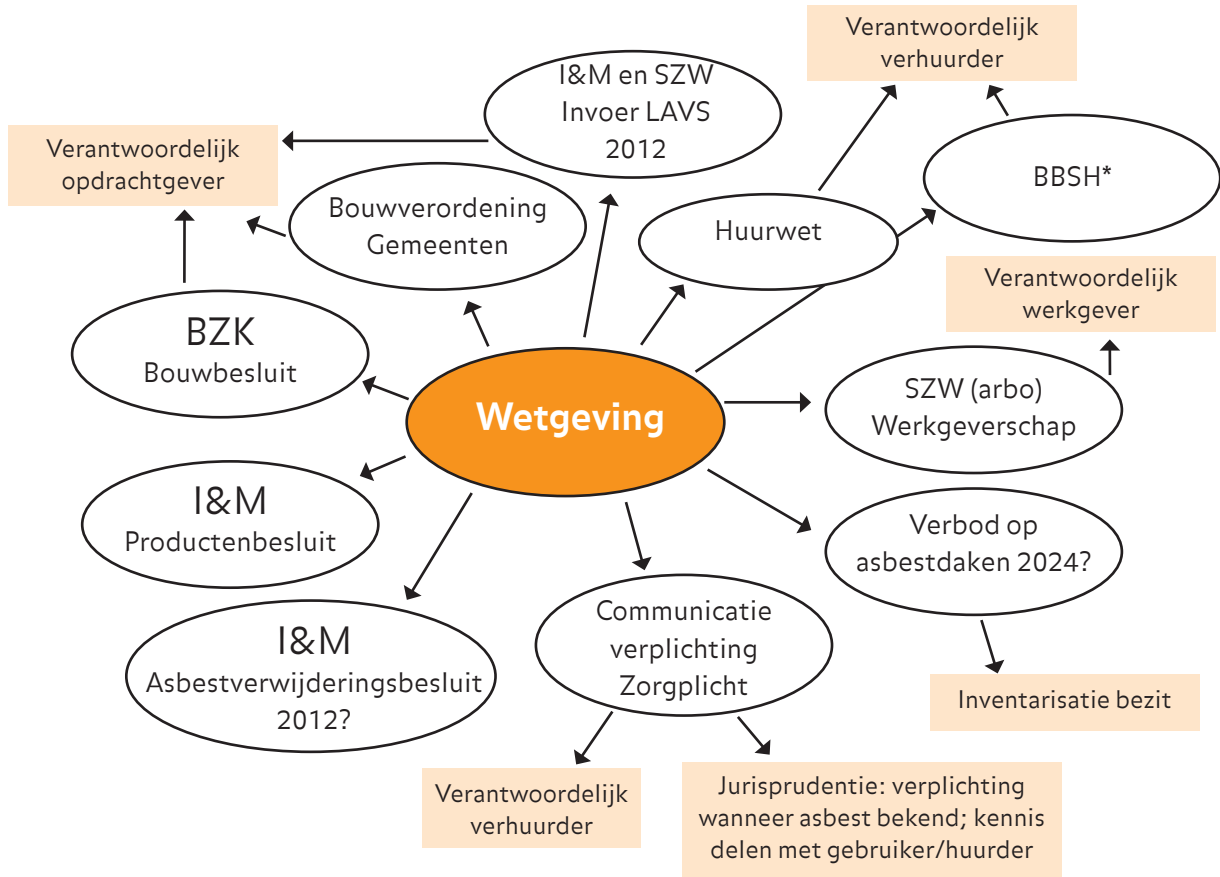 Verantwoordelijk
verhuurder
I&M en SZW
Invoer LAVS
2012
Verantwoordelijk
opdrachtgever
BBSH*
Bouwverordening
Gemeenten
Huurwet
Verantwoordelijk
werkgever
BZK
Bouwbesluit
Wetgeving
SZW (arbo)
Werkgeverschap
I&M
Productenbesluit
Verbod op
asbestdaken 2024?
I&M
Asbestverwijderingsbesluit
2012?
Communicatie
verplichting
Zorgplicht
Inventarisatie bezit
Verantwoordelijk
verhuurder
Jurisprudentie: verplichting
wanneer asbest bekend; kennis
delen met gebruiker/huurder